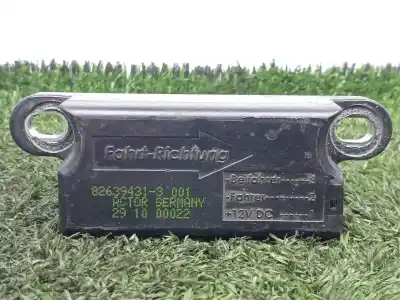 Fahrt-Richtung
82639431-3 001
ACTOR GERMANY
29 10 00022
Beifahrer
Fahrer
+12V DC